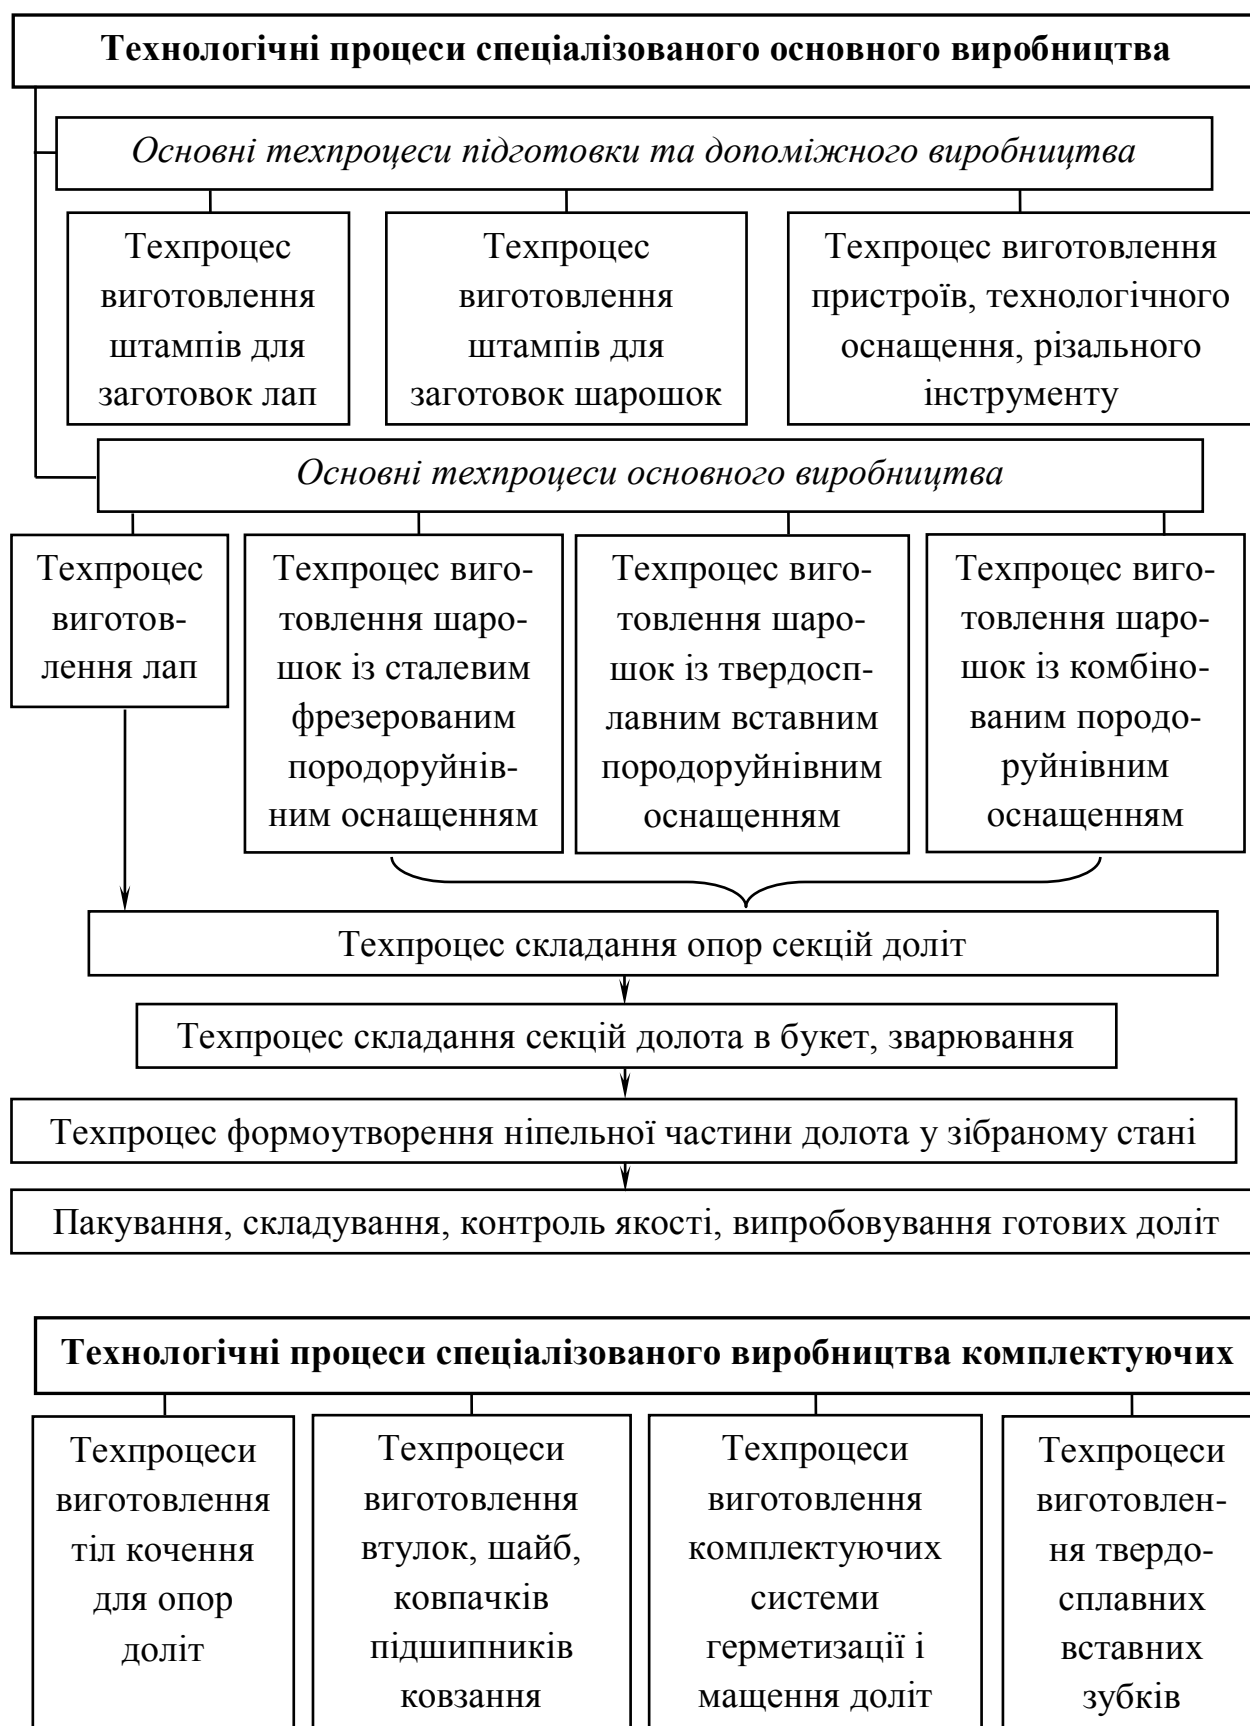 Технологічні процеси спеціалізованого основного виробництва
Основні техпроцеси підготовки та допоміжного виробництва
Техпроцес
виготовлення
штампів для
заготовок лап
Техпроцес
виготовлення
штампів для
заготовок шарошок
Техпроцес виготовлення
пристроїв, технологічного
оснащення, різального
інструменту
Основні техпроцеси основного виробництва
Техпроцес
виготов-
лення лап
Техпроцес виго-
товлення шаро-
шок із сталевим
фрезерованим
породоруйнів-
ним оснащенням
Техпроцес виго-
товлення шаро-
шок із твердосп-
лавним вставним
породоруйнівним
оснащенням
Техпроцес виго-
товлення шаро-
шок із комбіно-
ваним породо-
руйнівним
оснащенням
Техпроцес складання опор секцій доліт
Техпроцес складання секцій долота в букет, зварювання
Техпроцес формоутворення ніпельної частини долота у зібраному стані
Пакування, складування, контроль якості, випробовування готових доліт
Технологічні процеси спеціалізованого виробництва комплектуючих
Техпроцеси
виготовлення
тіл кочення
для опор
доліт
Техпроцеси
виготовлення
втулок, шайб,
ковпачків
підшипників
ковзання
Техпроцеси
виготовлення
комплектуючих
системи
герметизації і
мащення доліт
Техпроцеси
виготовлен-
ня твердо-
сплавних
вставних
зубків